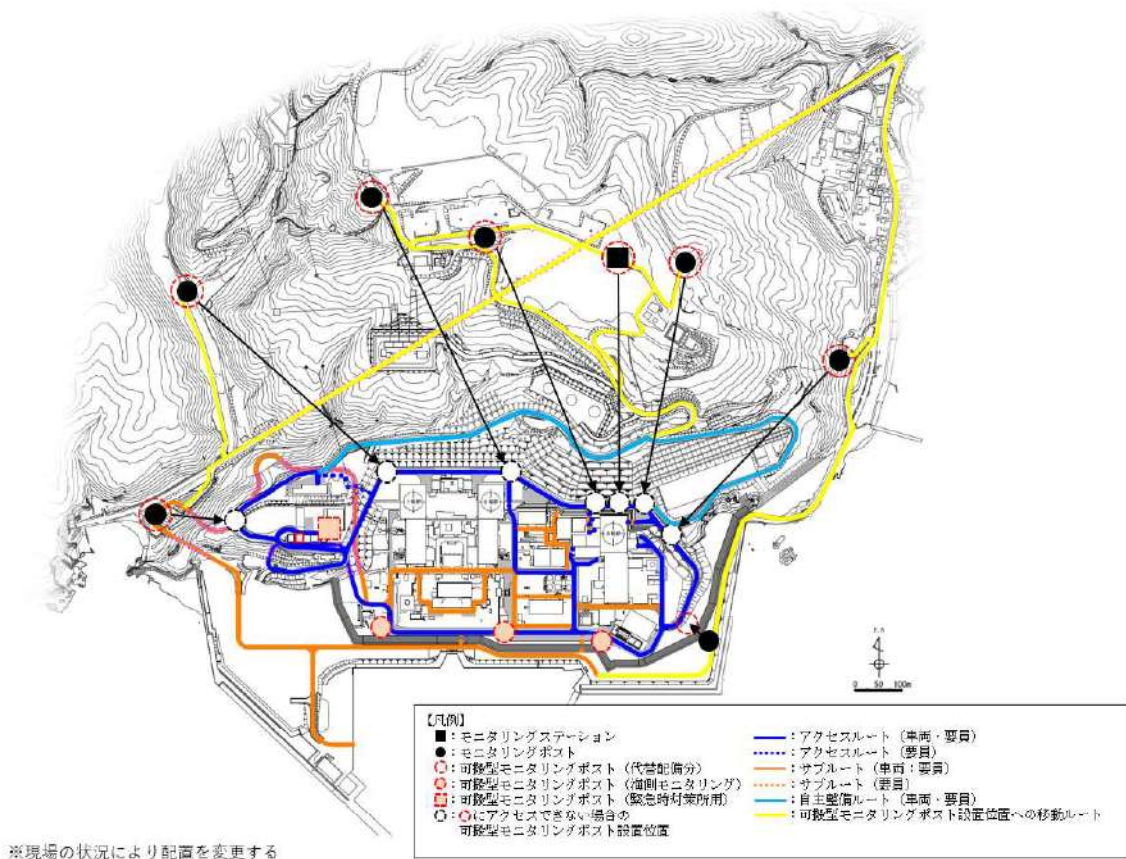 【凡例】
■:モニタリングステーション
●:モニタリングポスト
:可搬型モニタリングポスト(代替配備分)
:可搬型モニタリングポスト(海側モニタリング)
:可搬型モニタリングポスト(緊急時対策所用)
:にアクセスできない場合の
可搬型モニタリングポスト設置位置
:アクセスルート(車両・要員)
:アクセスルート(要員)
:サブルート(車両・要員)
:サブルート(要員)
:自主整備ルート(車両・要員)
:可搬型モニタリングポスト設置位置への移動ルート
0 50 100m
※現場の状況により配置を変更する